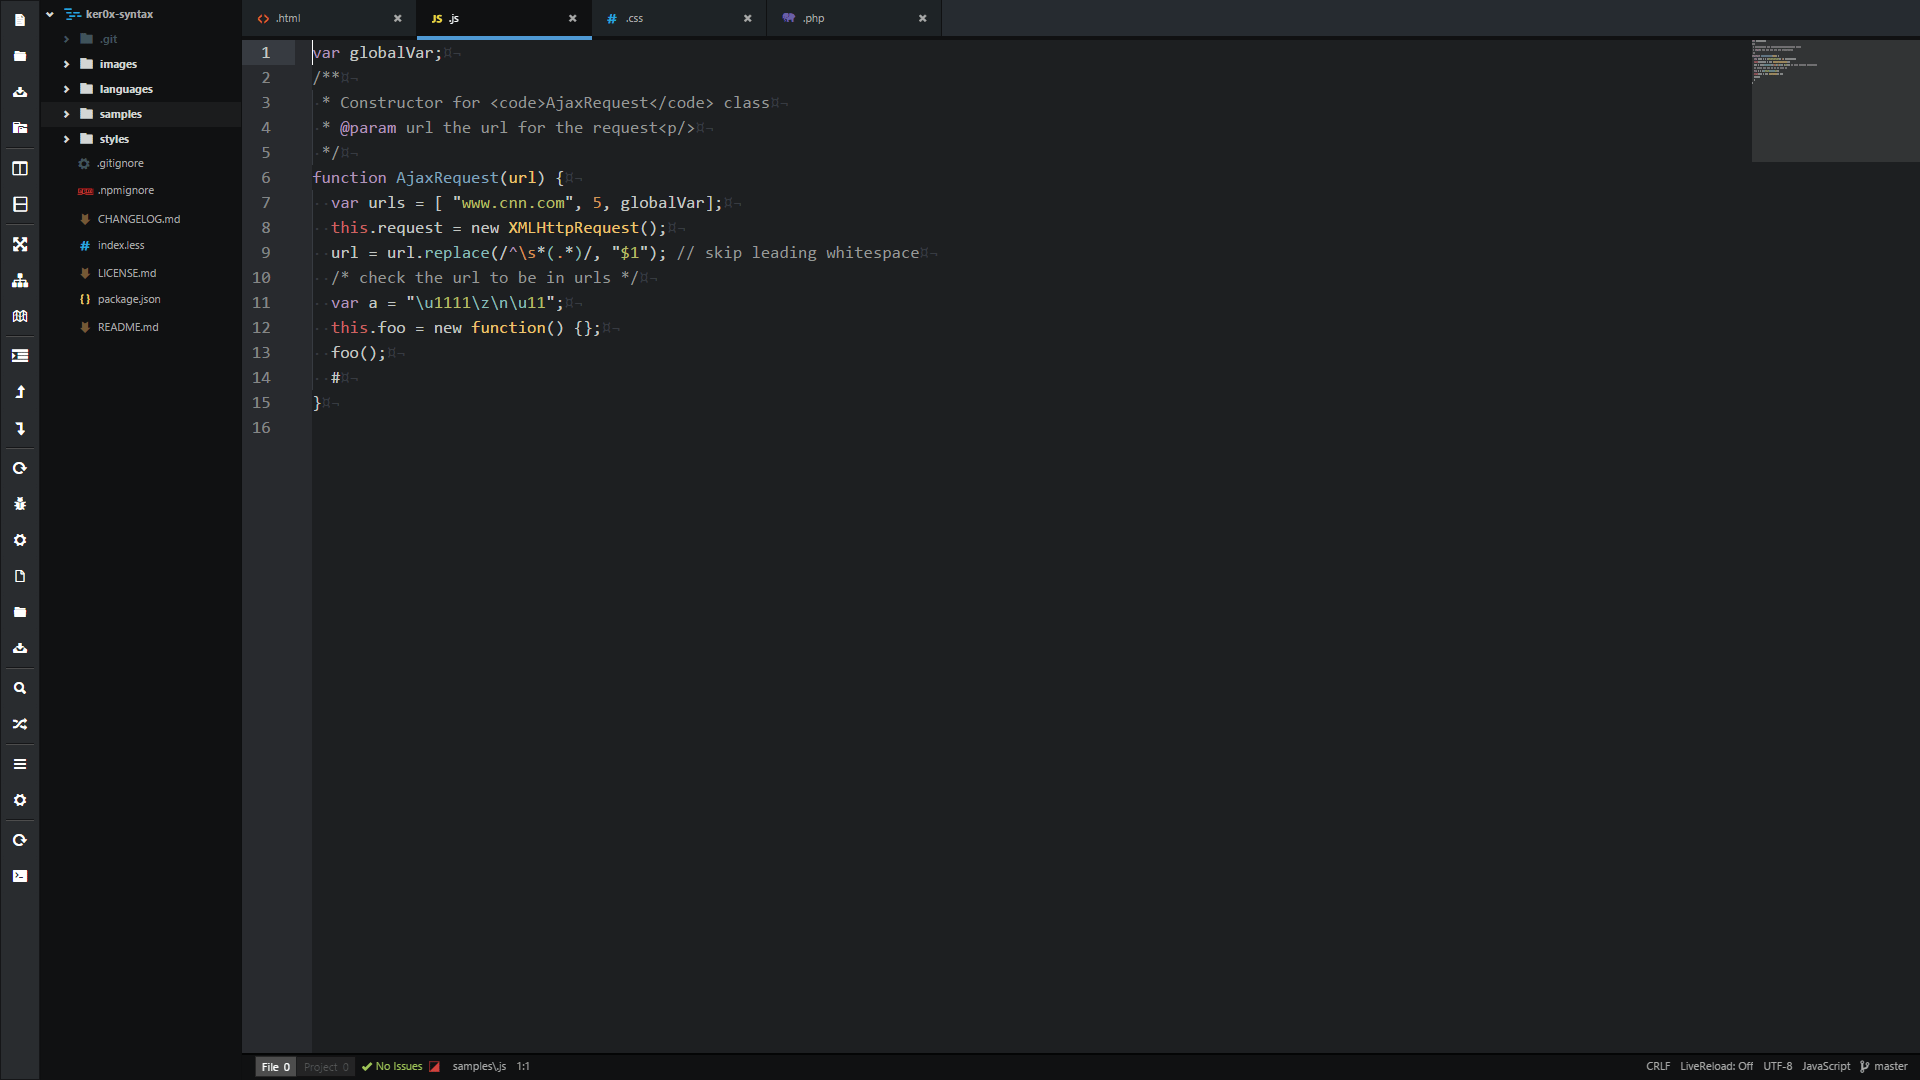 ker0x-syntax
.git
images
languages
samples
styles
.gitignore
.npmignore
CHANGELOG.md
index.less
LICENSE.md
package.json
README.md
.html
JS .js
# .css
.php
1 var globalVar;¤¬
2 /**¤¬
3  * Constructor for <code>AjaxRequest</code> class¤¬
4  * @param url the url for the request<p/>¤¬
5  */¤¬
6 function AjaxRequest(url) {¤¬
7 ··var urls = [ "www.cnn.com", 5, globalVar];¤¬
8 ··this.request = new XMLHttpRequest();¤¬
9 ··url = url.replace(/^\s*(.*)/, "$1"); // skip leading whitespace¤¬
10 ··/* check the url to be in urls */¤¬
11 ··var a = "\u1111\z\n\u11";¤¬
12 ··this.foo = new function() {};¤¬
13 ··foo();¤¬
14 ··#¤¬
15 }¤¬
16
File 0 Project 0 No Issues samples\.js 1:1 CRLF LiveReload: Off UTF-8 JavaScript master